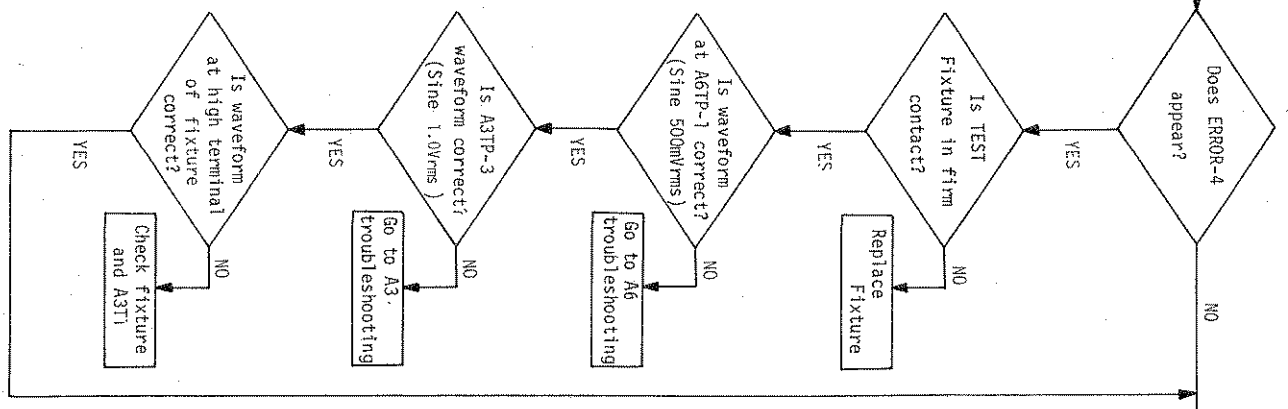 Does ERROR-4
appear?
NO
YES
Is TEST
Fixture in firm
contact?
NO
Replace
Fixture
YES
Is waveform
at A6TP-1 correct?
(Sine 500mVrms)
NO
Go to A6
troubleshooting
YES
Is A3TP-3
waveform correct?
(Sine 1.0Vrms)
NO
Go to A3
troubleshooting
YES
Is waveform
at high terminal
of fixture
correct?
NO
Check fixture
and A3T1
YES